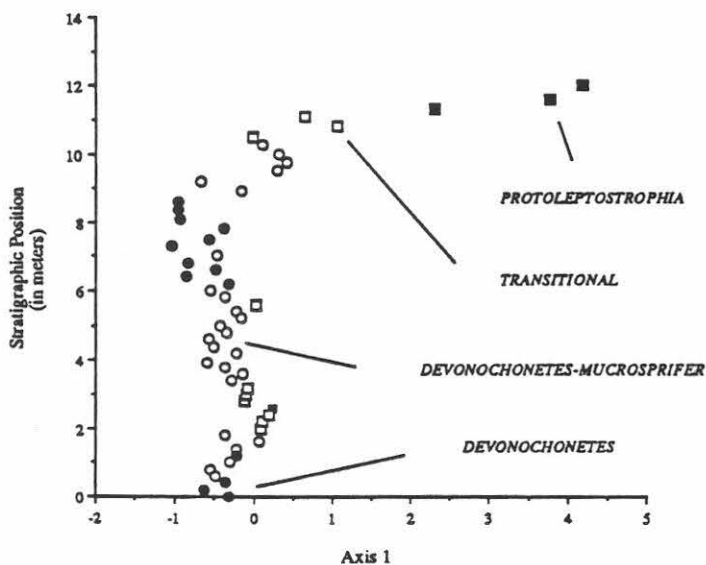 14
12
10
8
6
4
2
0
Stratigraphic Position
(in meters)
PROTOLEPTOSTROPHIA
TRANSITIONAL
DEVONOCHONETES-MUCROSPRIFER
DEVONOCHONETES
-2 -1 0 1 2 3 4 5
Axis 1